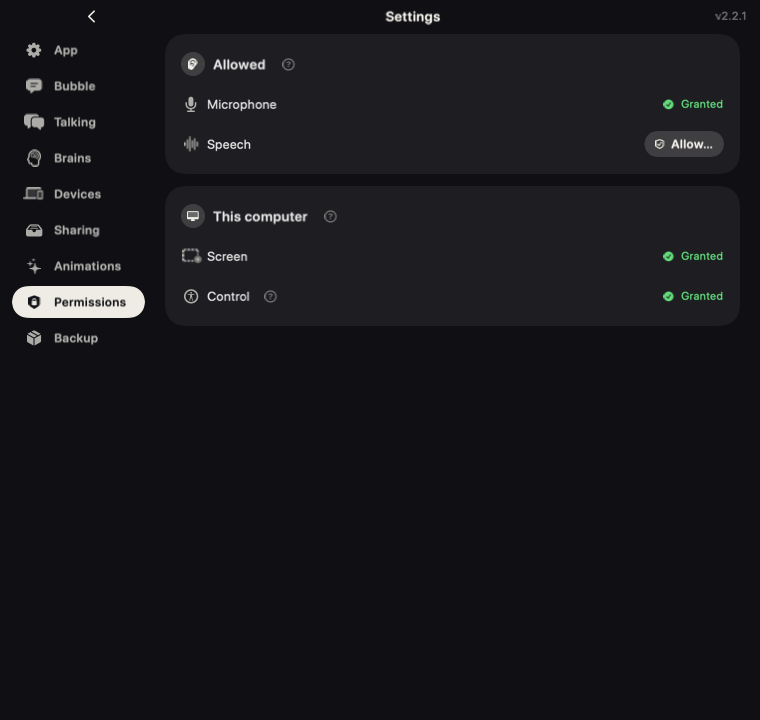 Settings
v2.2.1
App
Bubble
Talking
Brains
Devices
Sharing
Animations
Permissions
Backup
Allowed
Microphone
Granted
Speech
Allow...
This computer
Screen
Granted
Control
Granted